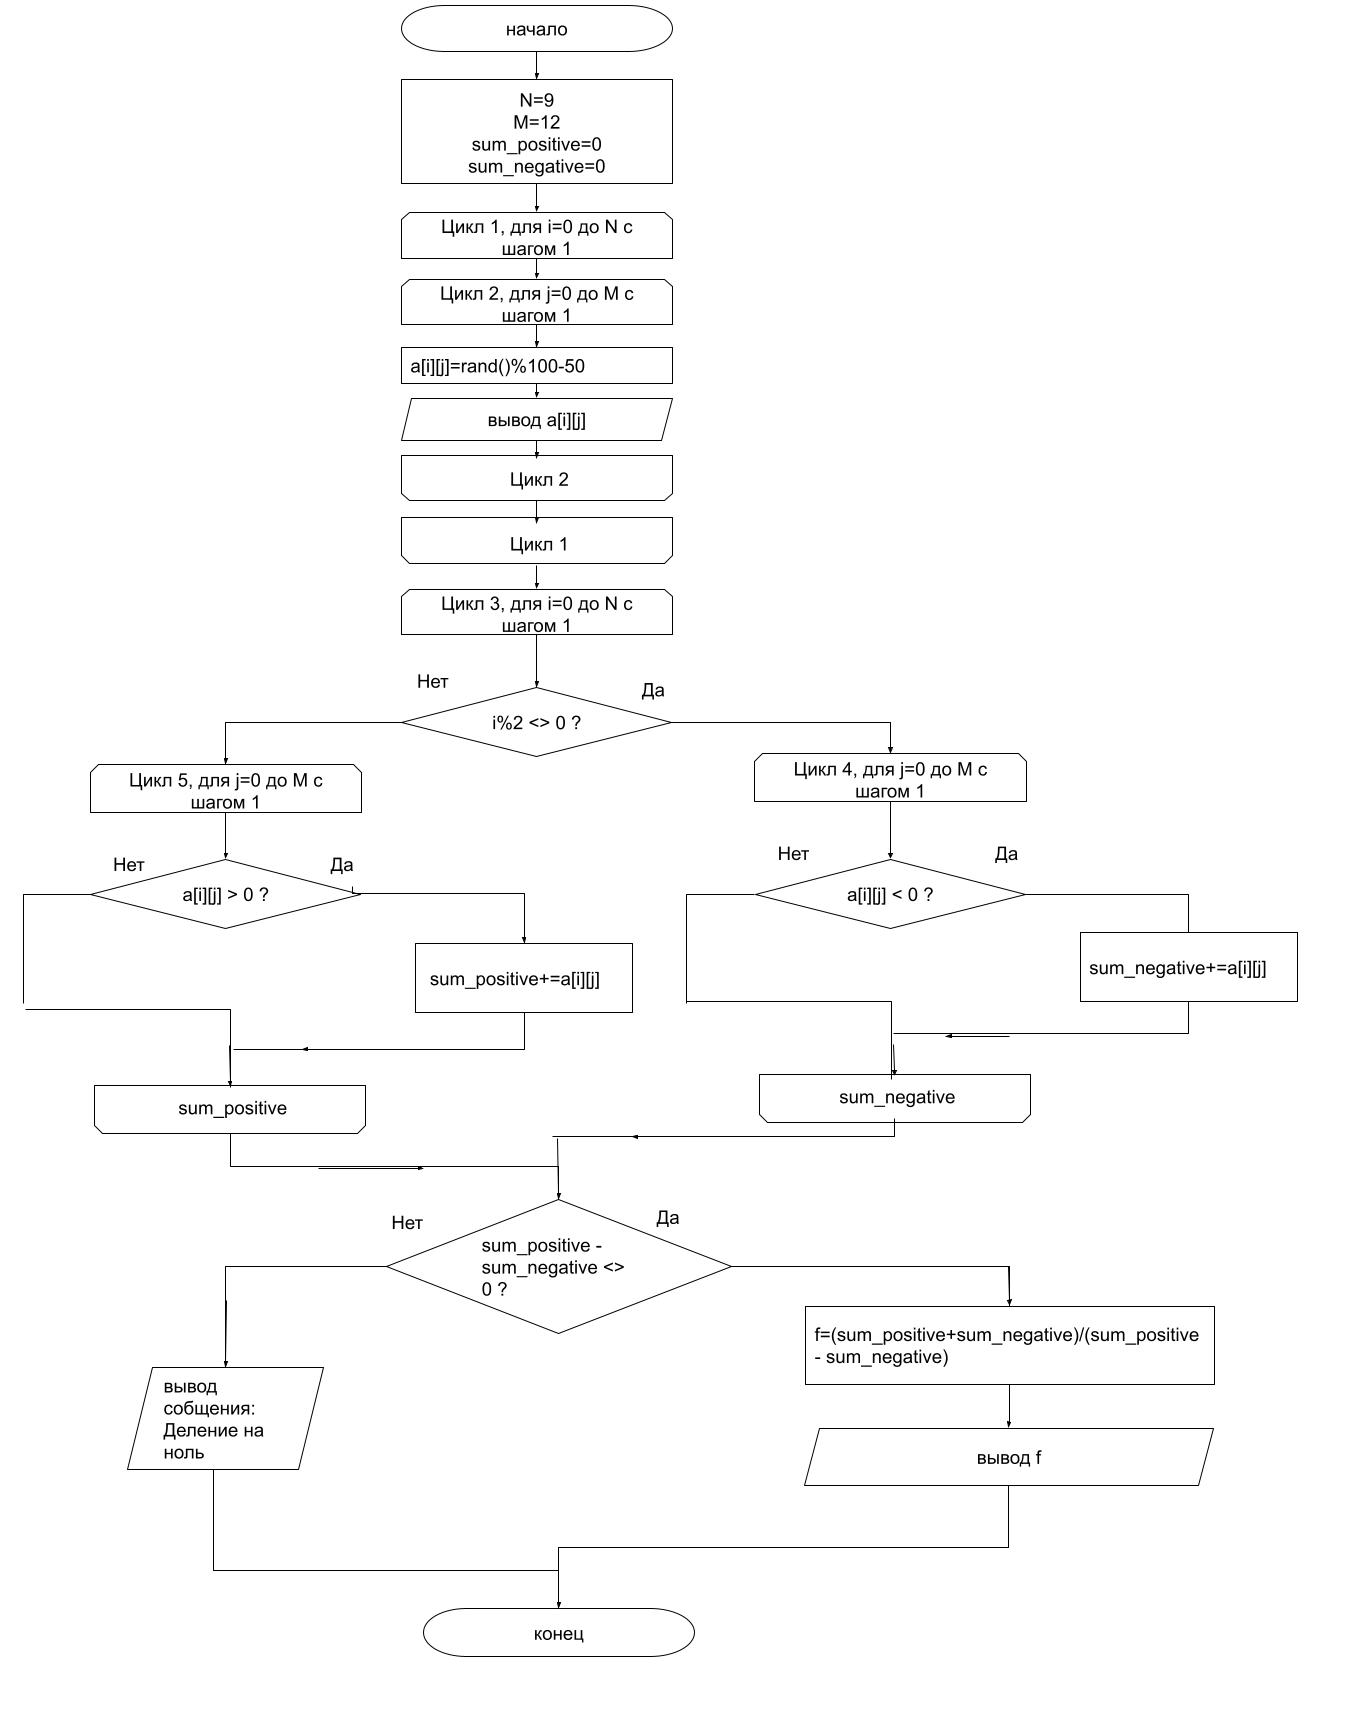 начало
N=9
M=12
sum_positive=0
sum_negative=0
Цикл 1, для i=0 до N с
шагом 1
Цикл 2, для j=0 до M с
шагом 1
a[i][j]=rand()%100-50
вывод a[i][j]
Цикл 2
Цикл 1
Цикл 3, для i=0 до N с
шагом 1
Нет
Да
i%2 <> 0 ?
Цикл 5, для j=0 до M с
шагом 1
Цикл 4, для j=0 до M с
шагом 1
Нет
Да
a[i][j] > 0 ?
Нет
Да
a[i][j] < 0 ?
sum_positive+=a[i][j]
sum_negative+=a[i][j]
sum_positive
sum_negative
Нет
Да
sum_positive -
sum_negative <>
0 ?
f=(sum_positive+sum_negative)/(sum_positive
- sum_negative)
вывод
собщения:
Деление на
ноль
вывод f
конец